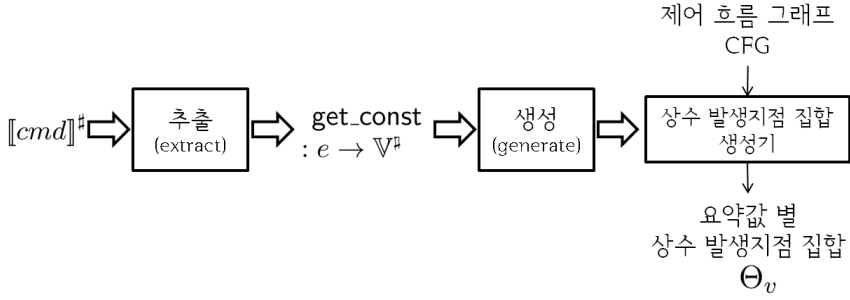 ⟦cmd⟧♯
추출
(extract)
get_const
: e → 𝕍♯
생성
(generate)
제어 흐름 그래프
CFG
상수 발생지점 집합
생성기
요약값 별
상수 발생지점 집합
Θᵥ